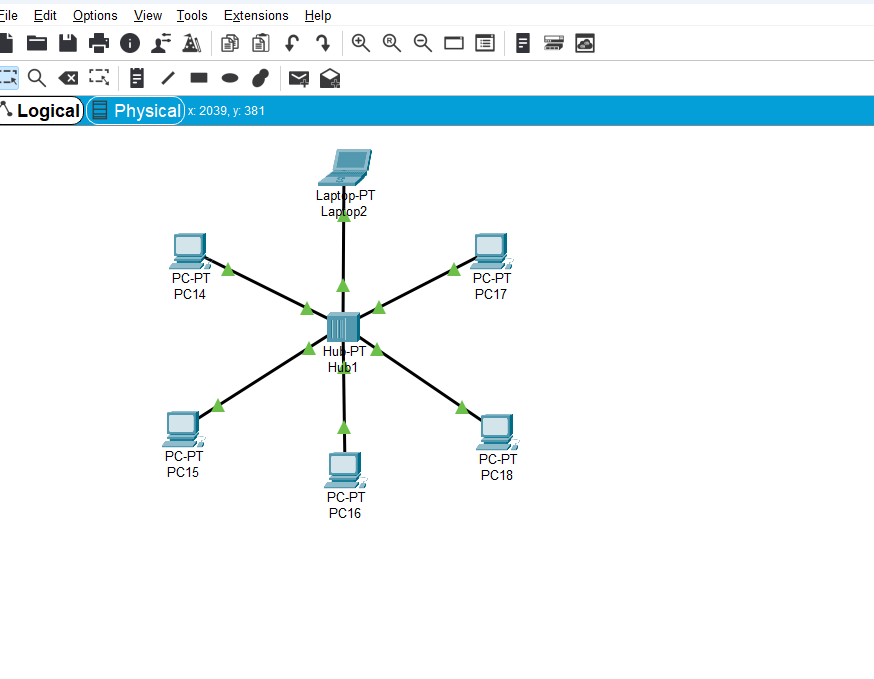 File Edit Options View Tools Extensions Help
Logical Physical x: 2039, y: 381
Laptop-PT
Laptop2
PC-PT
PC14
PC-PT
PC17
Hub-PT
Hub1
PC-PT
PC15
PC-PT
PC18
PC-PT
PC16